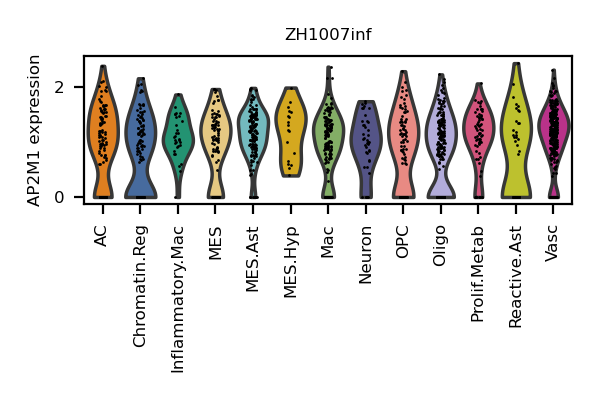 ZH1007inf
AP2M1 expression
2
0
AC
Chromatin.Reg
Inflammatory.Mac
MES
MES.Ast
MES.Hyp
Mac
Neuron
OPC
Oligo
Prolif.Metab
Reactive.Ast
Vasc